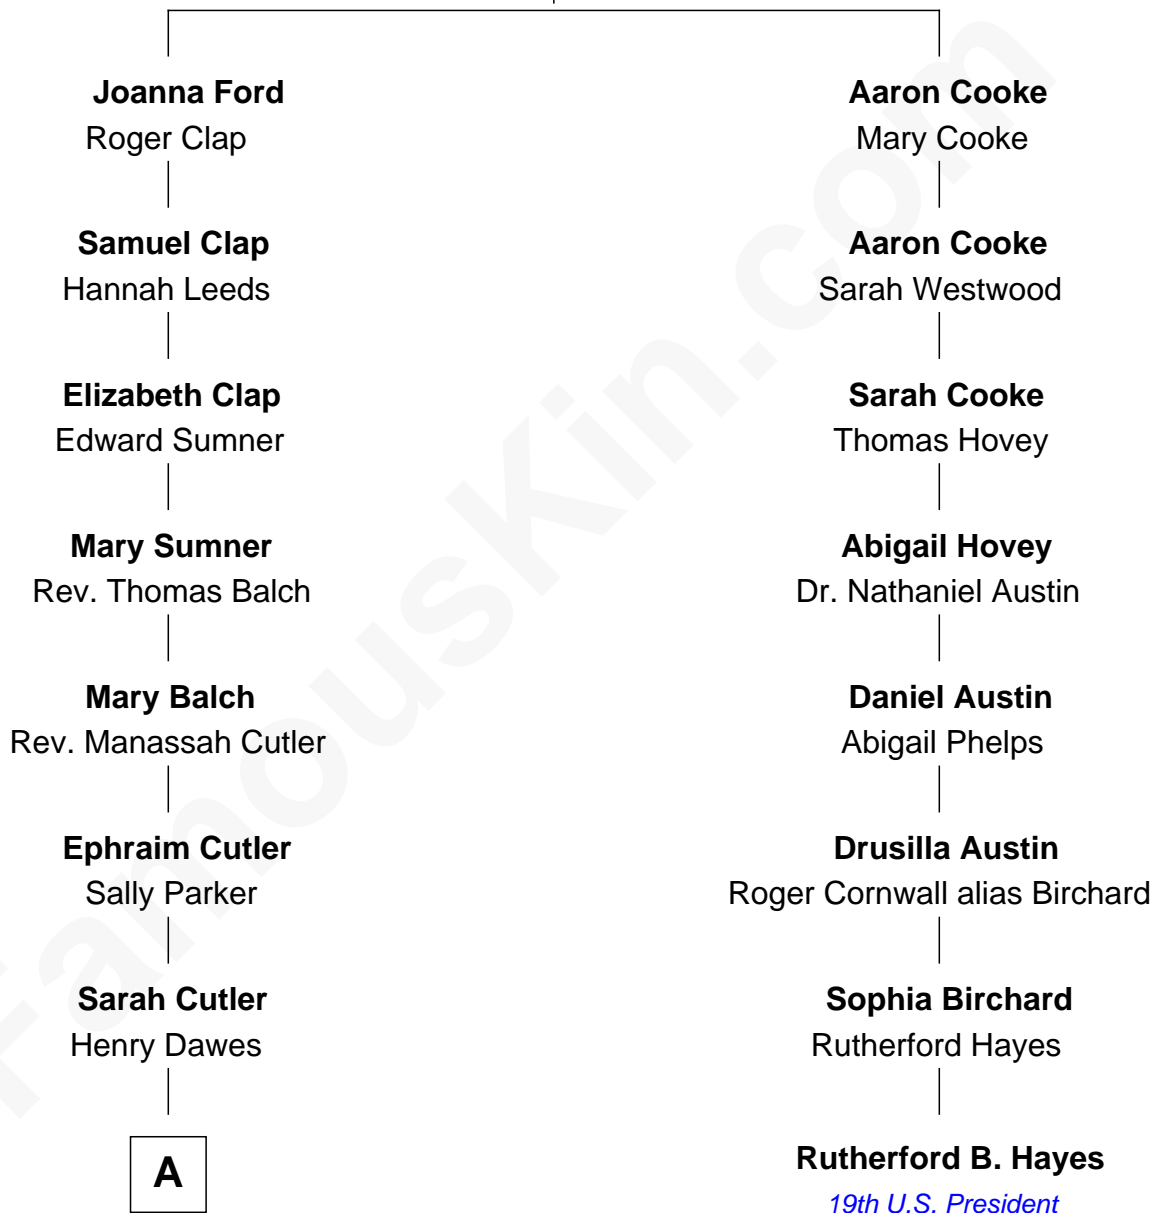 Joanna Ford
Roger Clap
Samuel Clap
Hannah Leeds
Elizabeth Clap
Edward Sumner
Mary Sumner
Rev. Thomas Balch
Mary Balch
Rev. Manassah Cutler
Ephraim Cutler
Sally Parker
Sarah Cutler
Henry Dawes
A
Aaron Cooke
Mary Cooke
Aaron Cooke
Sarah Westwood
Sarah Cooke
Thomas Hovey
Abigail Hovey
Dr. Nathaniel Austin
Daniel Austin
Abigail Phelps
Drusilla Austin
Roger Cornwall alias Birchard
Sophia Birchard
Rutherford Hayes
Rutherford B. Hayes
19th U.S. President
FamousKin.com